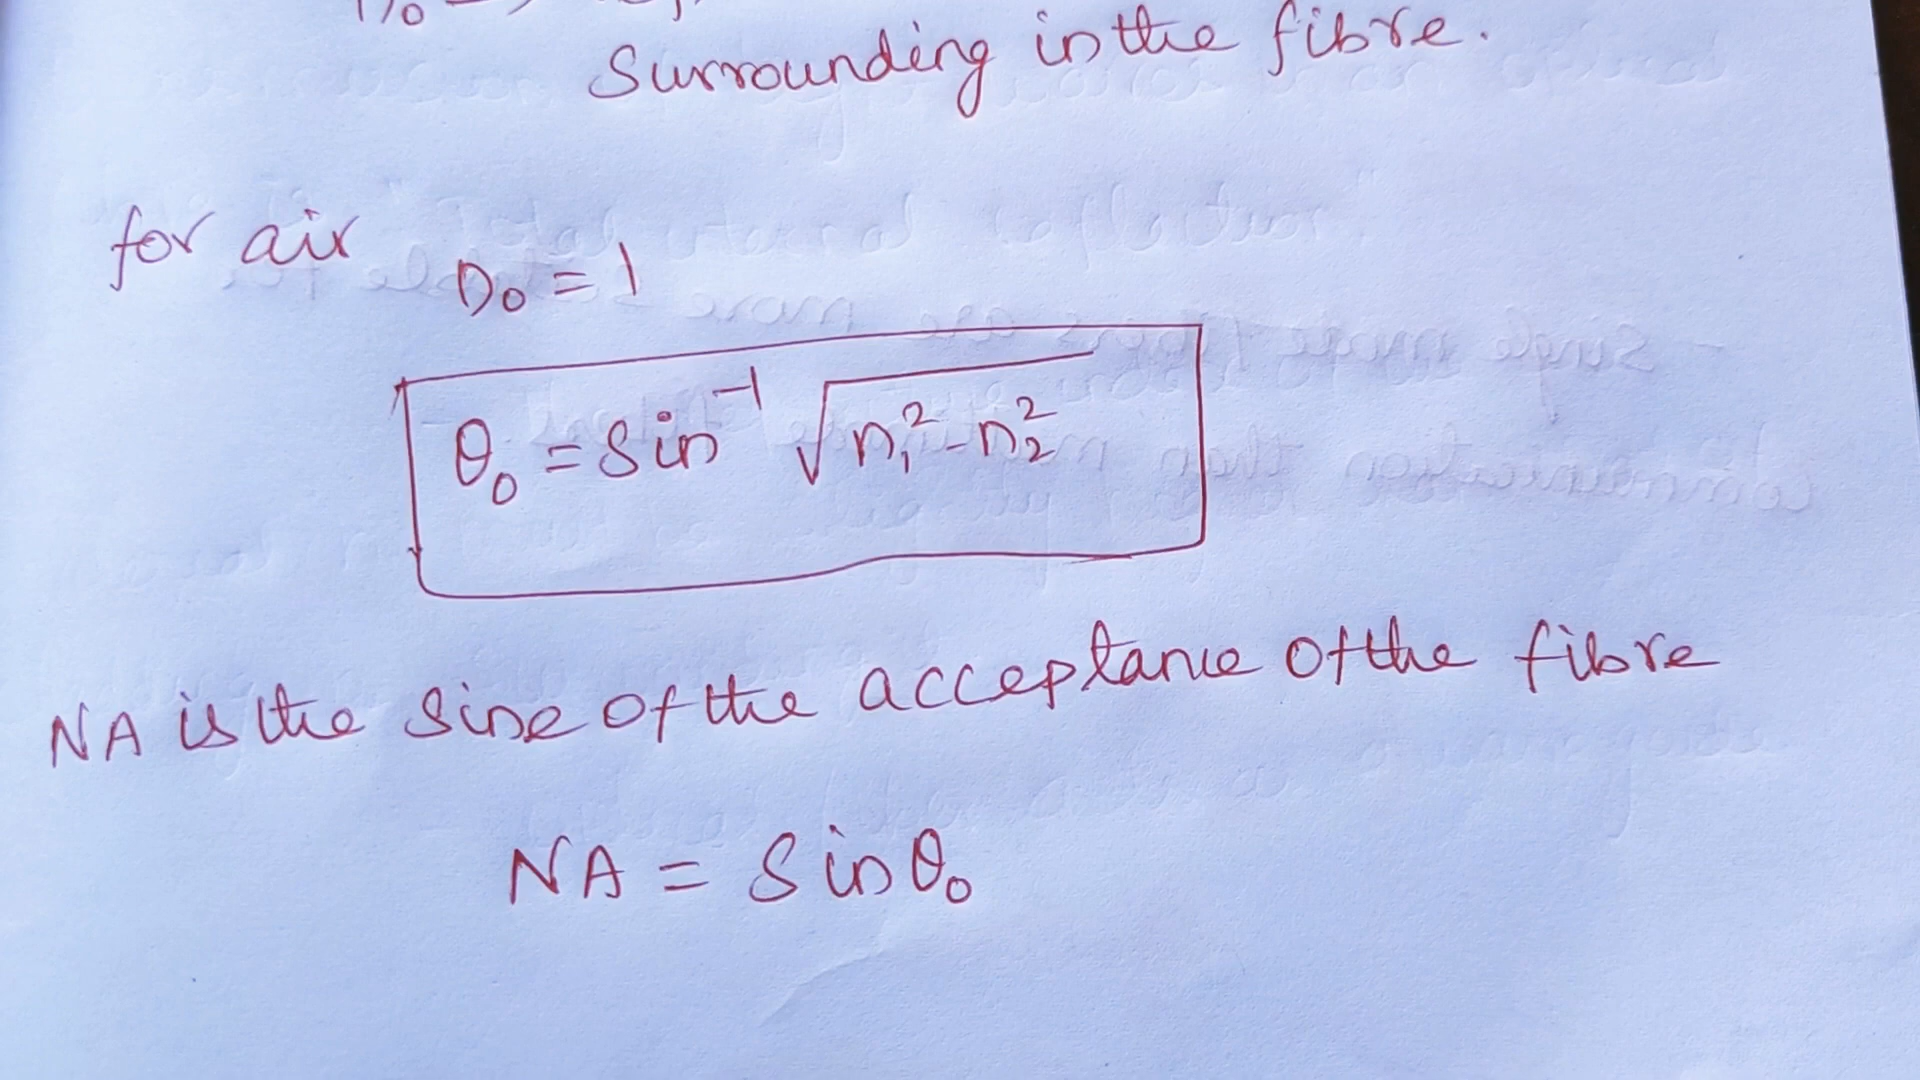 Surrounding in the fibre.
for air
n₀ = 1
θ₀ = sin⁻¹ √n₁² - n₂²
NA is the sine of the acceptance of the fibre
NA = Sin θ₀